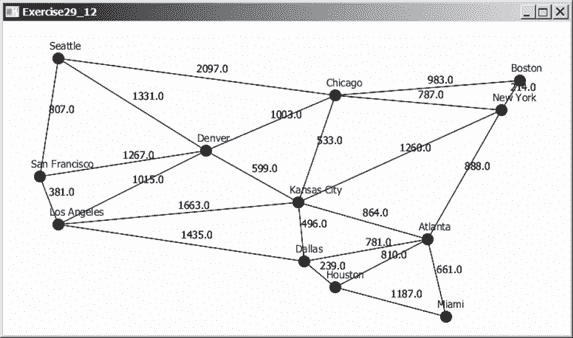 Exercise29_12
Seattle
Boston
2097.0
983.0
Chicago
214.0
787.0
1331.0
New York
807.0
1003.0
Denver
533.0
1260.0
1267.0
San Francisco
599.0
888.0
1015.0
381.0
Kansas City
1663.0
864.0
Los Angeles
496.0
Atlanta
1435.0
781.0
Dallas
810.0
239.0
661.0
Houston
1187.0
Miami